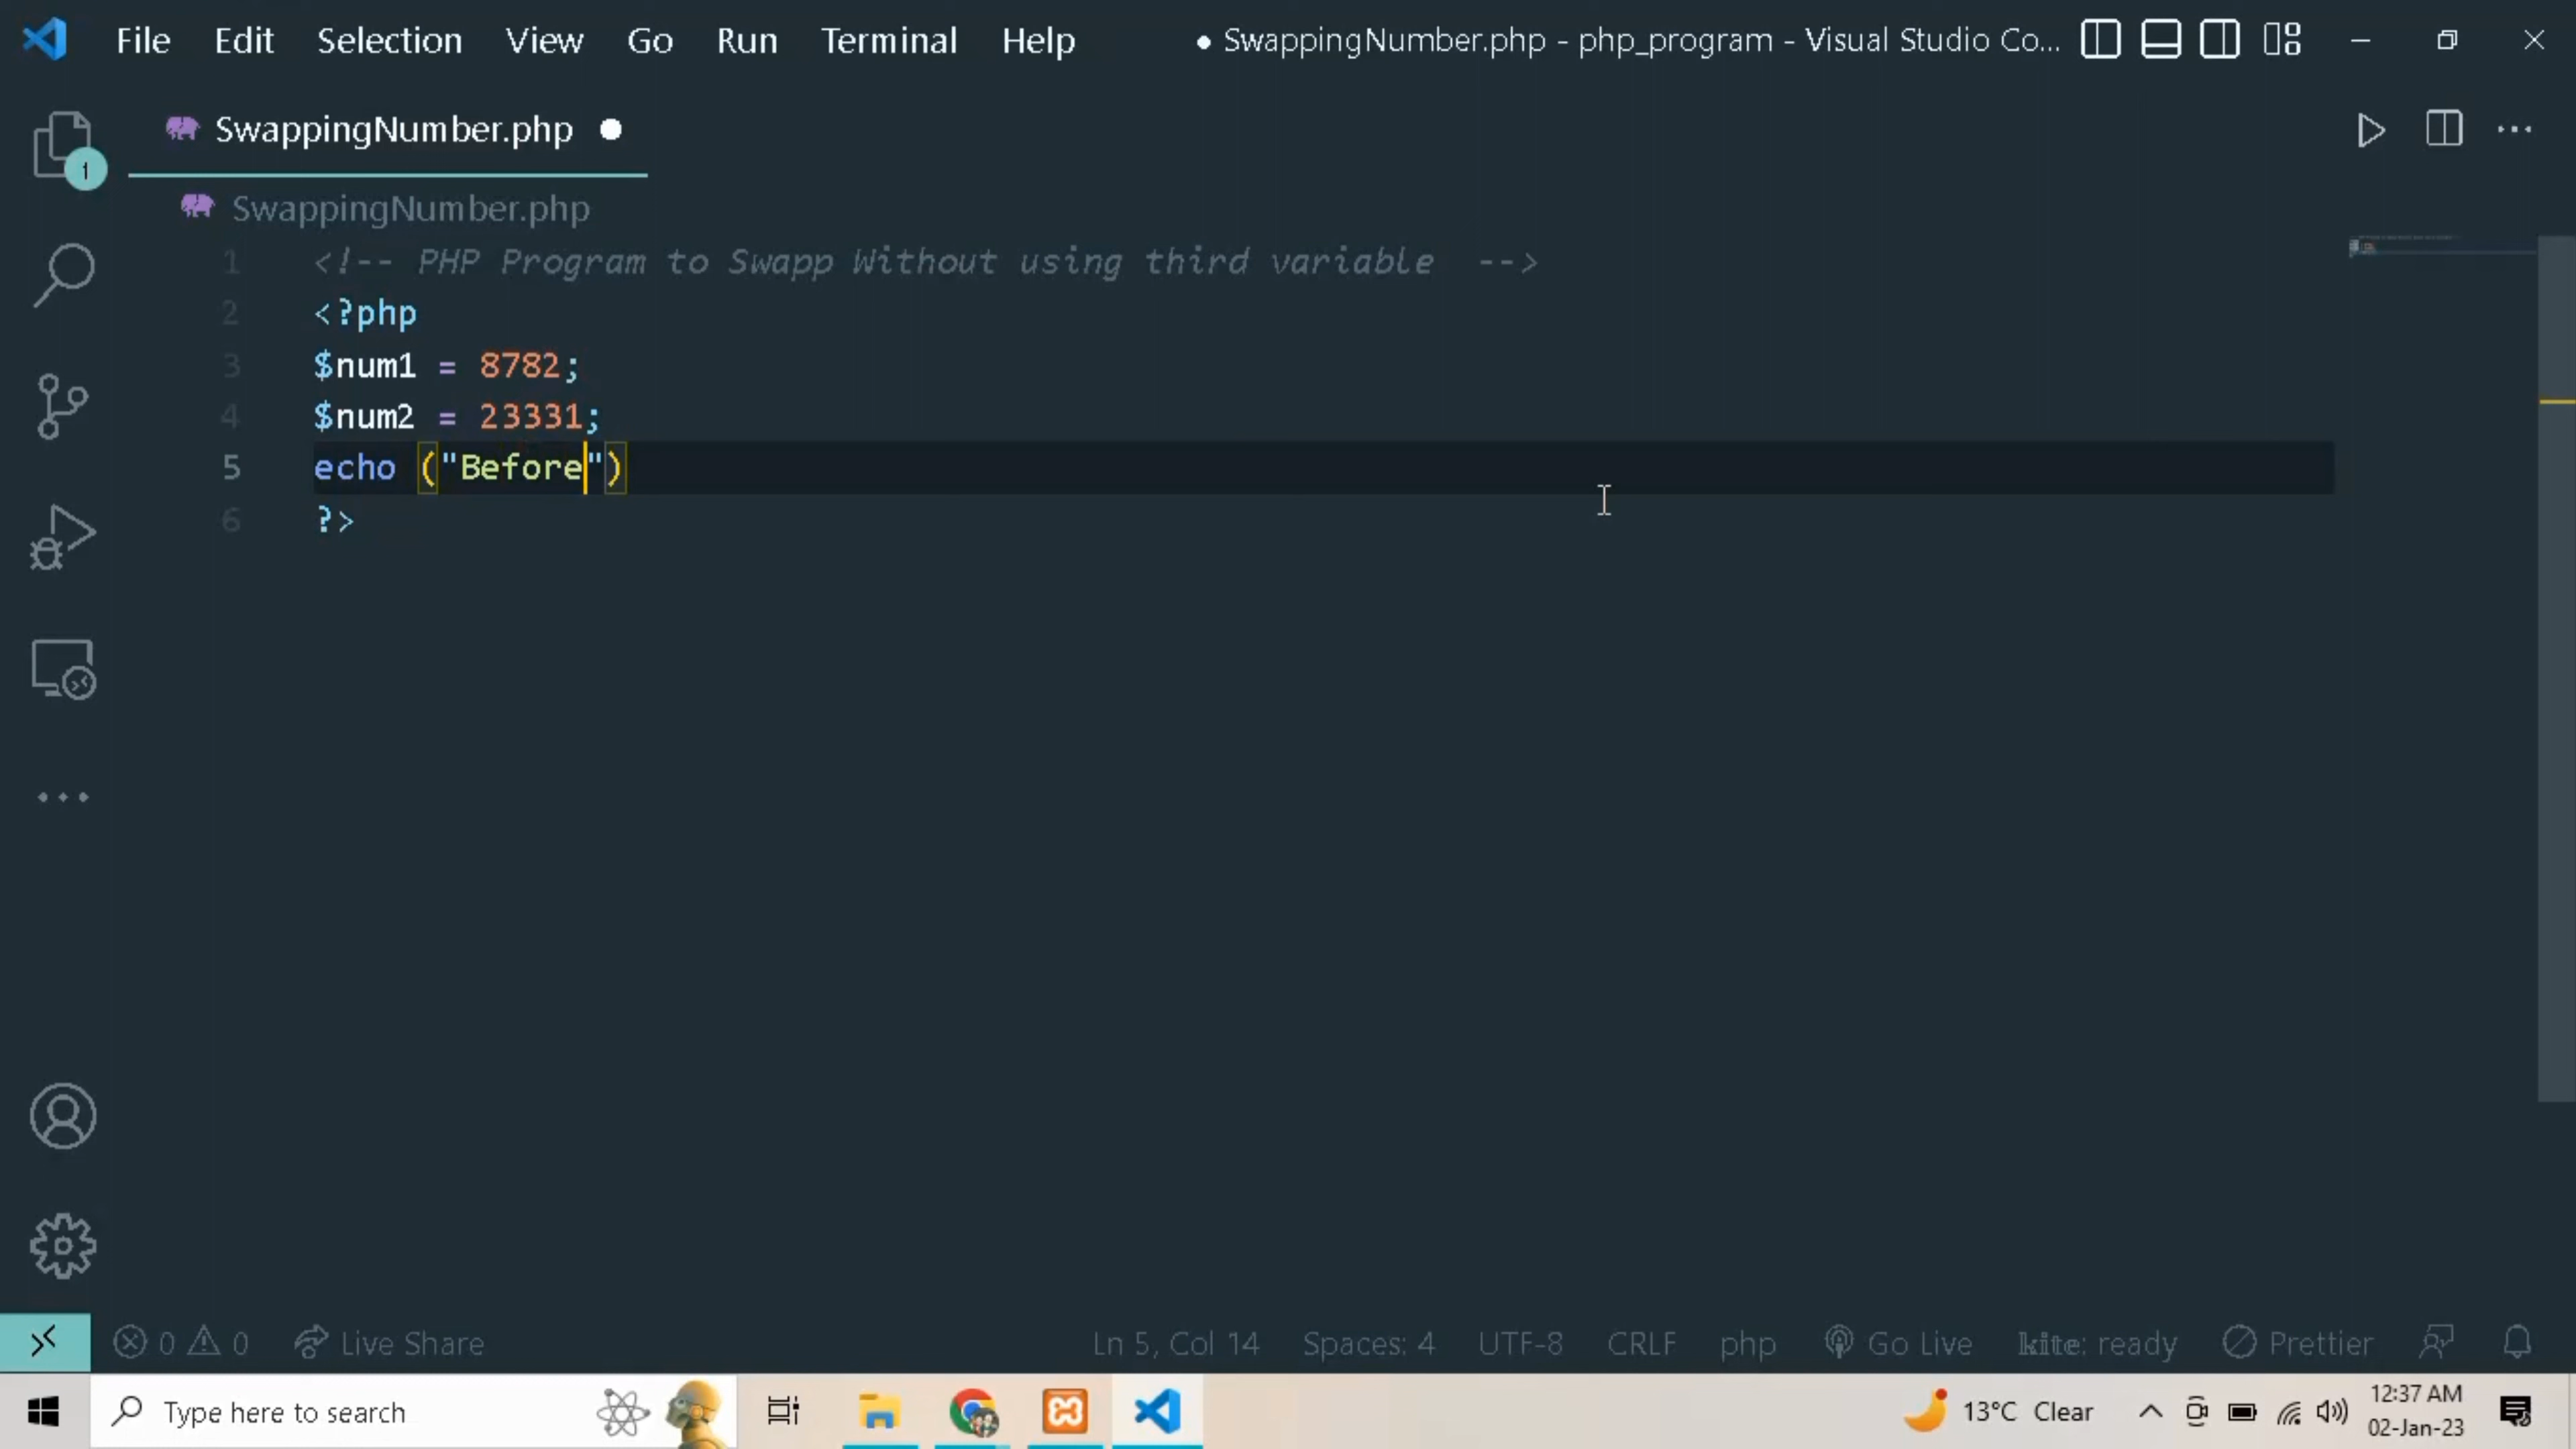 File Edit Selection View Go Run Terminal Help ● SwappingNumber.php - php_program - Visual Studio Co...
SwappingNumber.php ●
1
SwappingNumber.php
1 <!-- PHP Program to Swapp Without using third variable -->
2 <?php
3 $num1 = 8782;
4 $num2 = 23331;
5 echo ("Before")
6 ?>
0 0 Live Share Ln 5, Col 14 Spaces: 4 UTF-8 CRLF php Go Live kite: ready Prettier
Type here to search 13°C Clear 12:37 AM
02-Jan-23